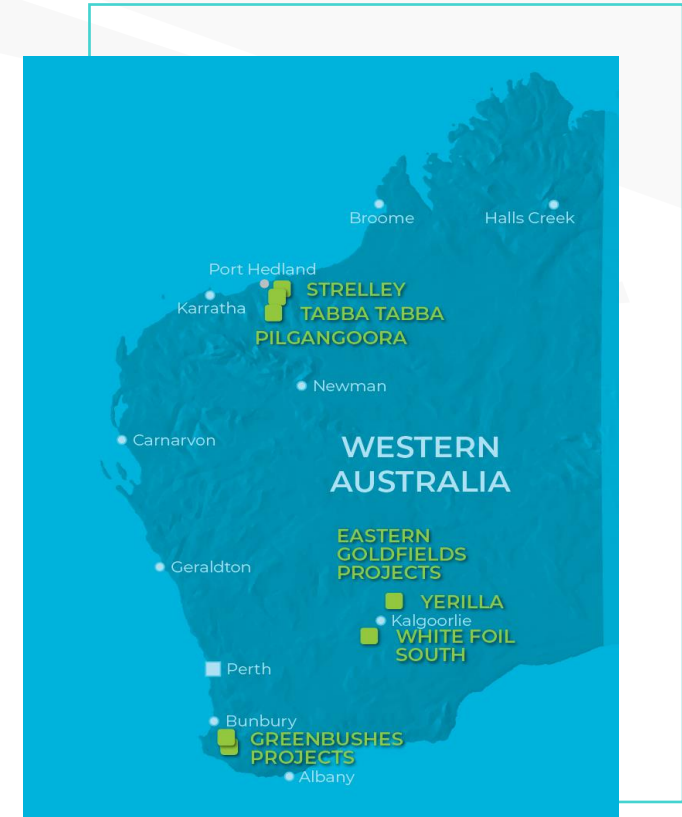 Broome
Halls Creek
Port Hedland
STRELLEY
Karratha
TABBA TABBA
PILGANGOORA
Newman
Carnarvon
WESTERN
AUSTRALIA
EASTERN
GOLDFIELDS
PROJECTS
Geraldton
YERILLA
Kalgoorlie
WHITE FOIL
SOUTH
Perth
Bunbury
GREENBUSHES
PROJECTS
Albany